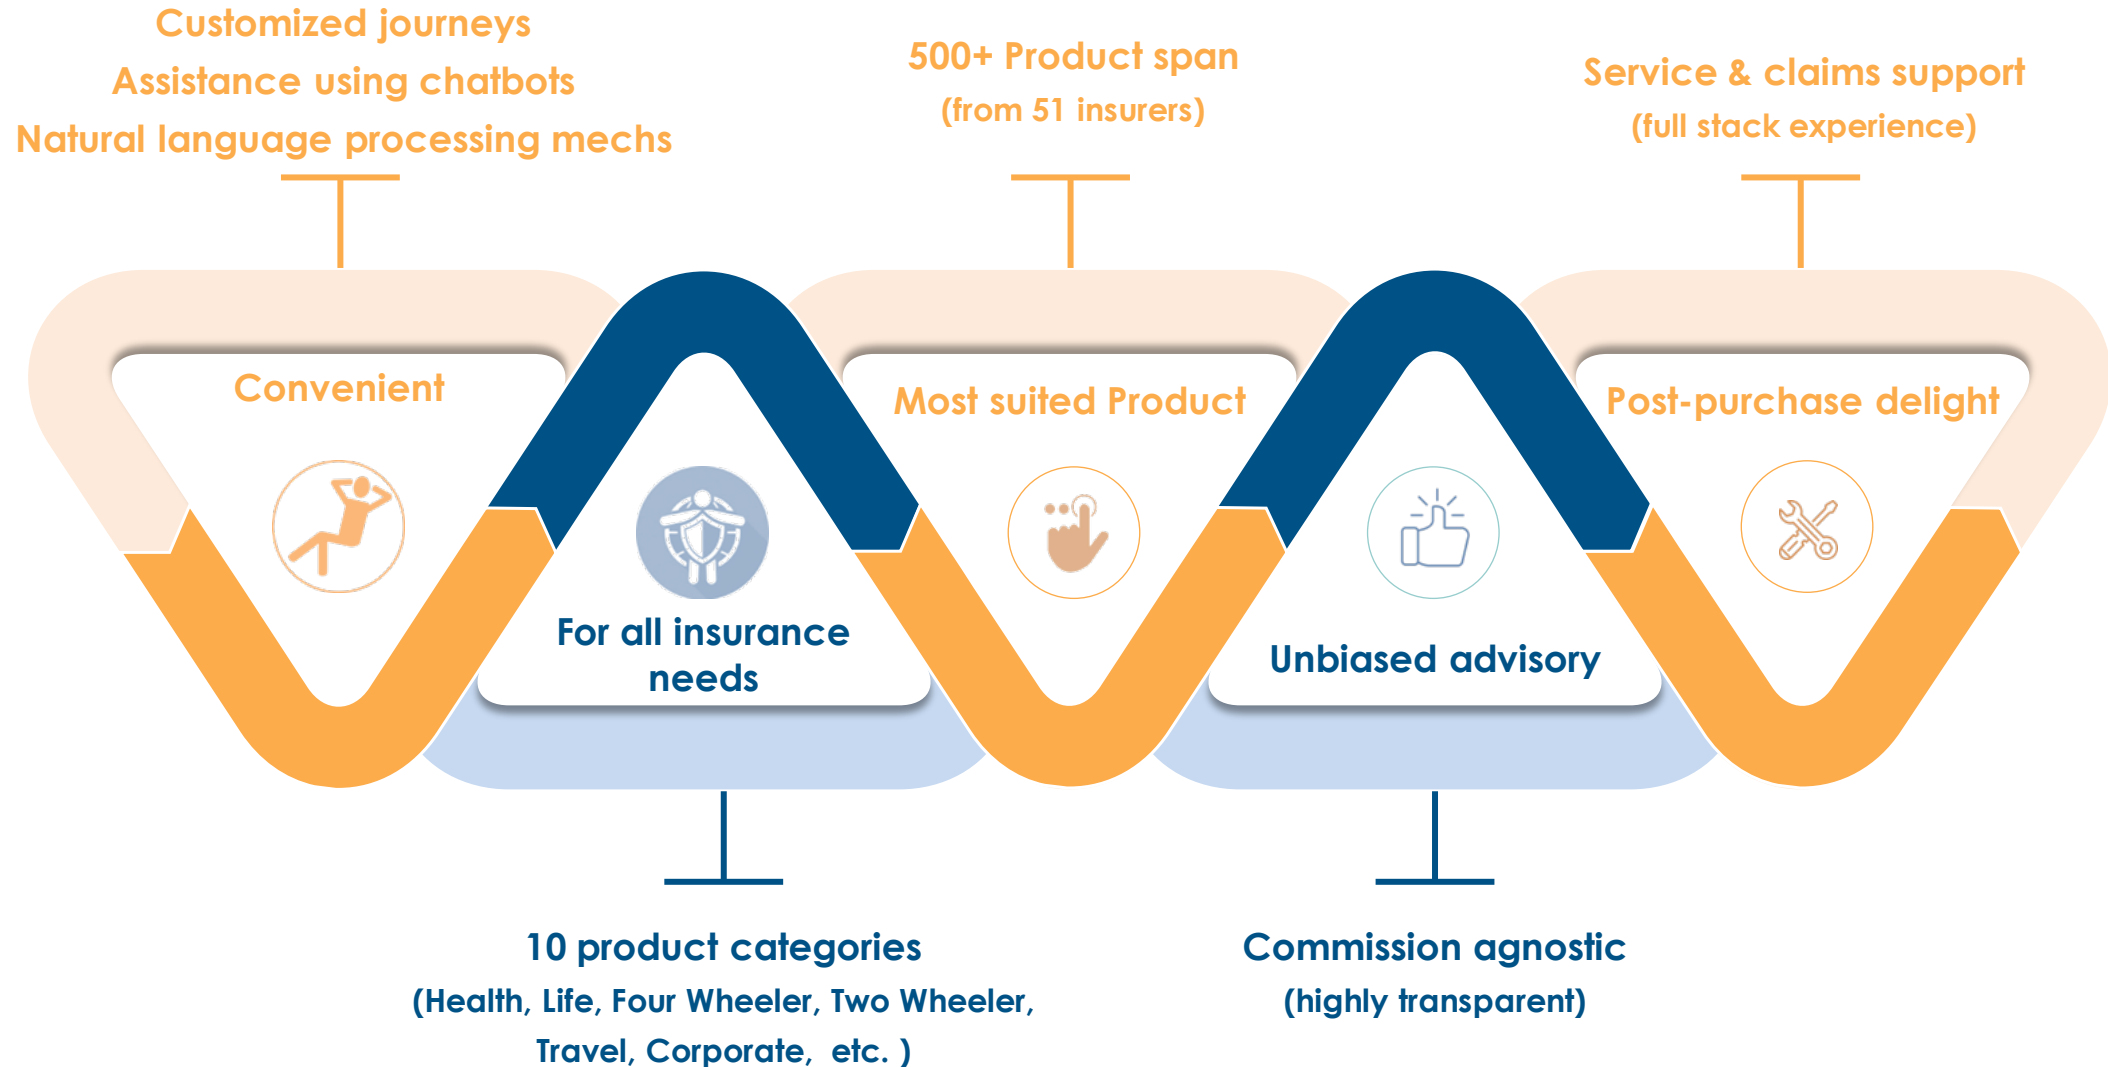 Customized journeys
Assistance using chatbots
Natural language processing mechs
500+ Product span
(from 51 insurers)
Service & claims support
(full stack experience)
Convenient
Most suited Product
Post-purchase delight
For all insurance
needs
Unbiased advisory
10 product categories
(Health, Life, Four Wheeler, Two Wheeler,
Travel, Corporate,  etc. )
Commission agnostic
(highly transparent)